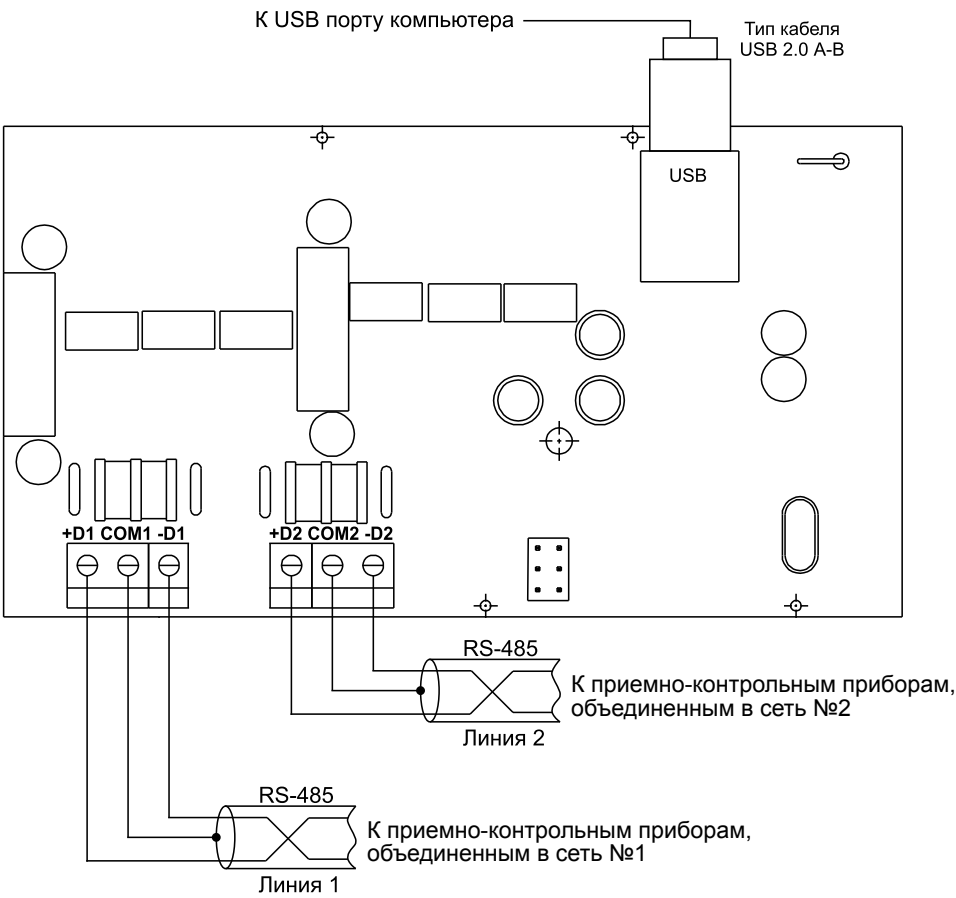 К USB порту компьютера
Тип кабеля
USB 2.0 A-B
USB
+D1 COM1 -D1
+D2 COM2 -D2
RS-485
К приемно-контрольным приборам,
объединенным в сеть №2
Линия 2
RS-485
К приемно-контрольным приборам,
объединенным в сеть №1
Линия 1